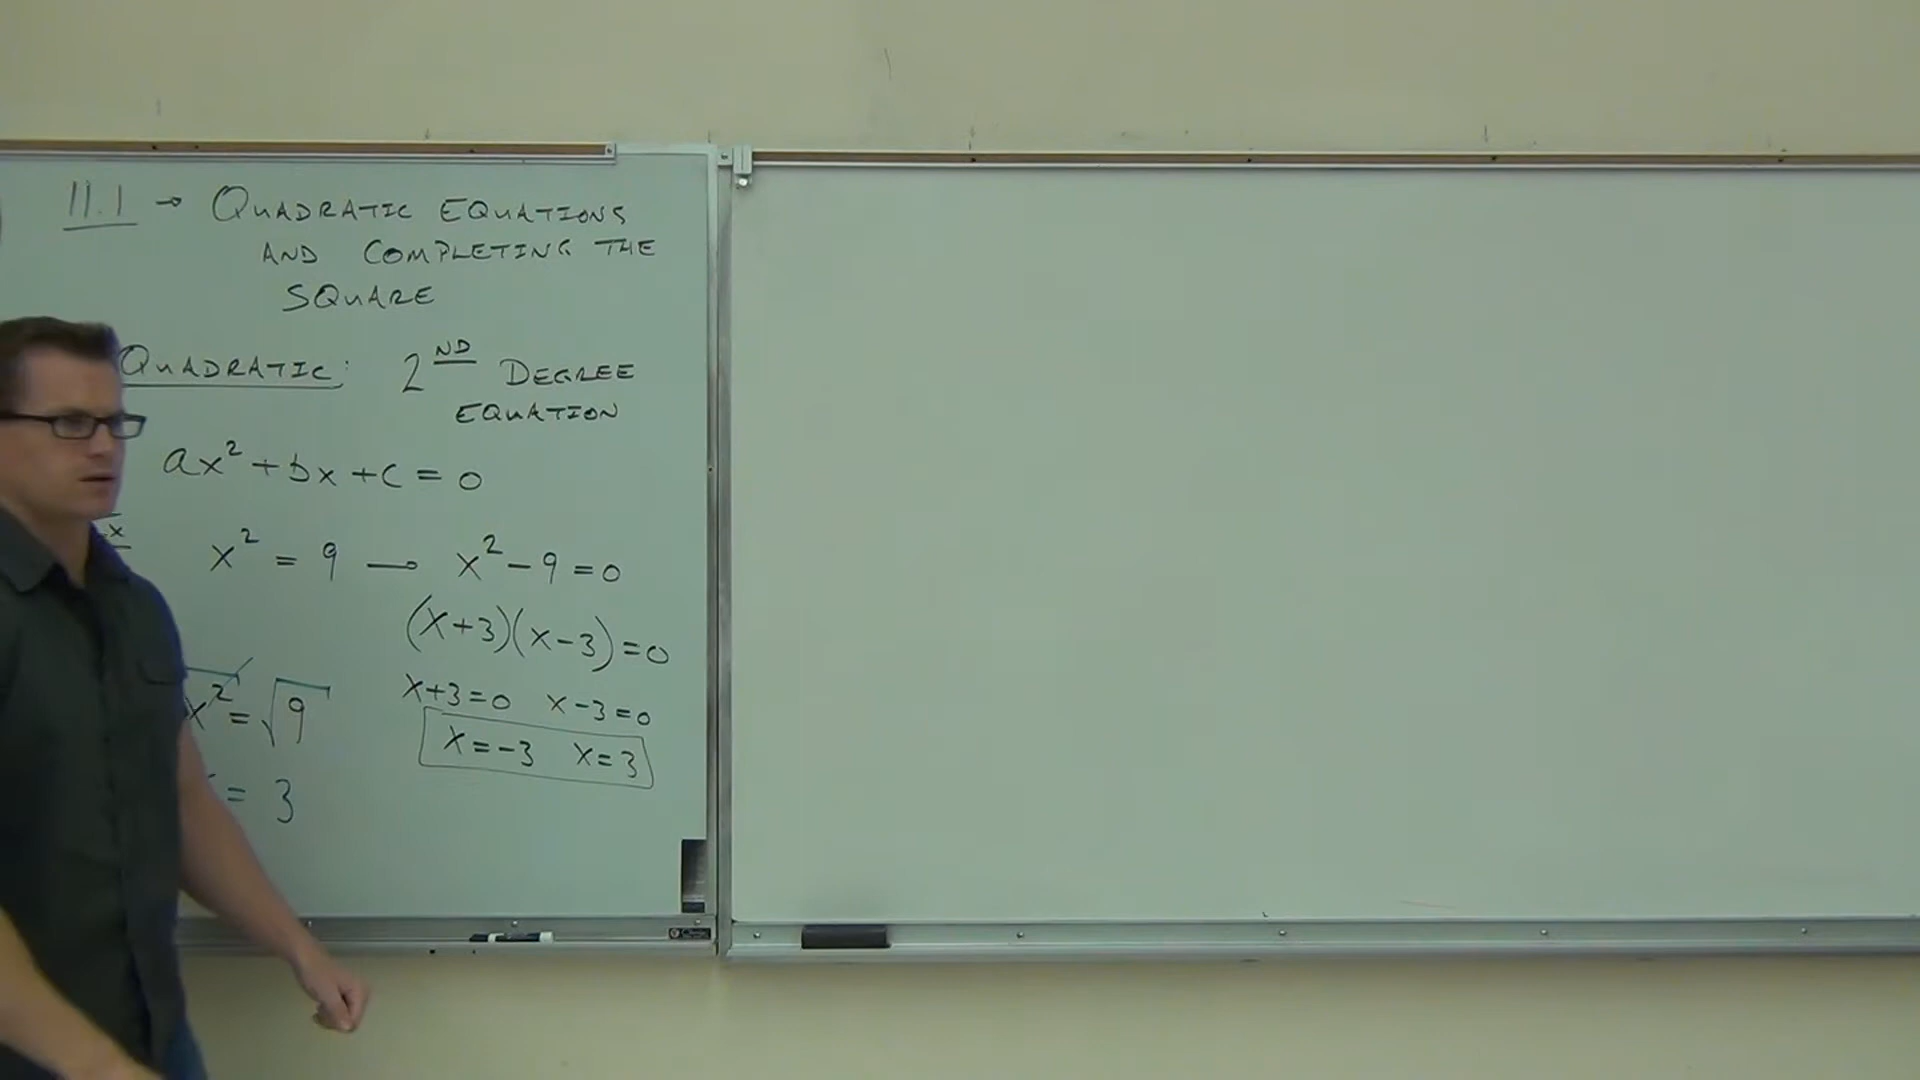 11.1 → QUADRATIC EQUATIONS
AND COMPLETING THE
SQUARE
QUADRATIC: 2ND DEGREE
EQUATION
ax² + bx + c = 0
x² = 9 → x² - 9 = 0
(x+3)(x-3) = 0
x+3=0 x-3=0
x² = √9
x = -3 x = 3
= 3